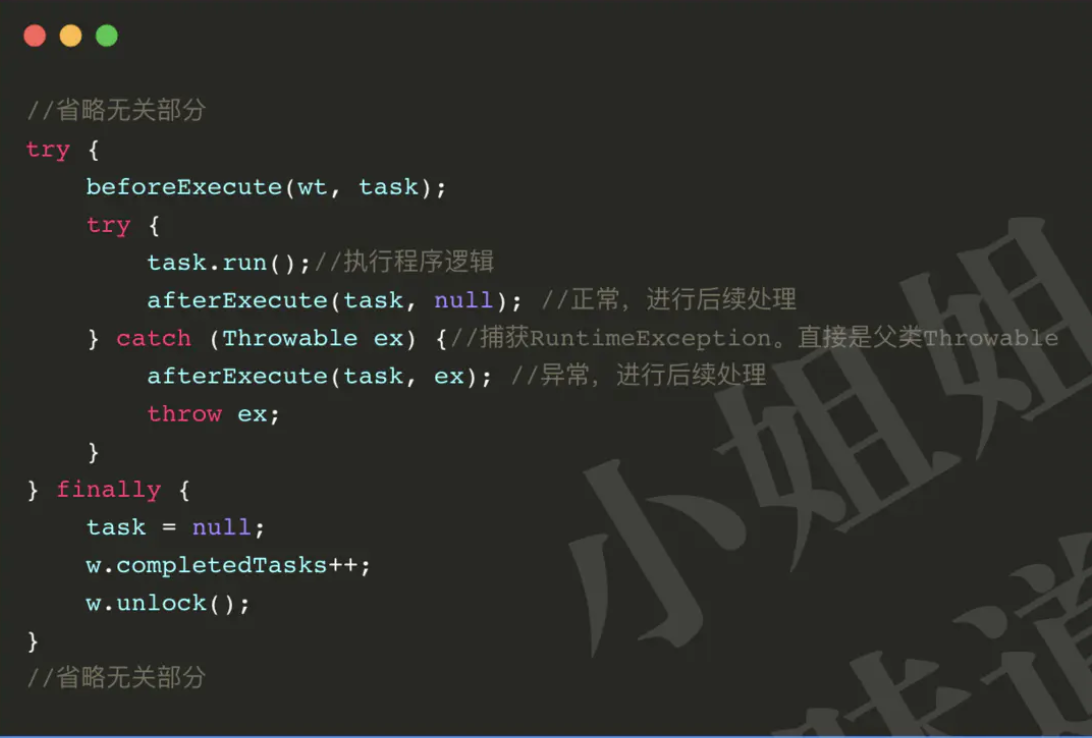 //省略无关部分
try {
    beforeExecute(wt, task);
    try {
        task.run();//执行程序逻辑
        afterExecute(task, null); //正常，进行后续处理
    } catch (Throwable ex) {//捕获RuntimeException。直接是父类Throwable
        afterExecute(task, ex); //异常，进行后续处理
        throw ex;
    }
} finally {
    task = null;
    w.completedTasks++;
    w.unlock();
}
//省略无关部分
小姐姐
味道